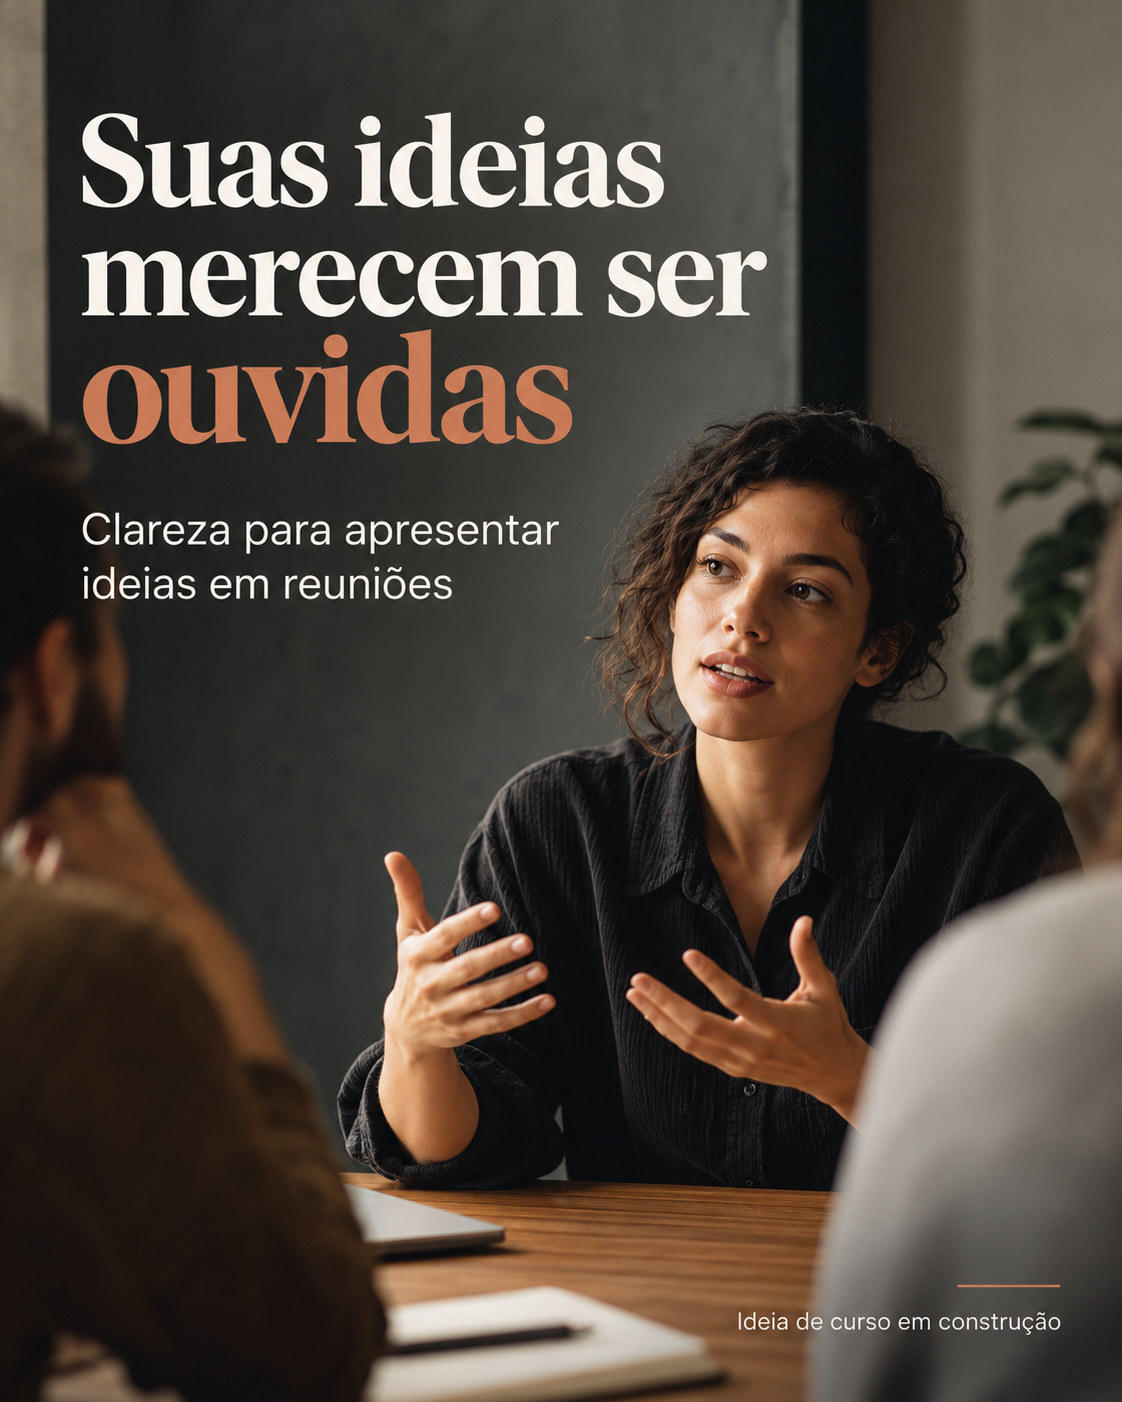 Suas ideias
merecem ser
ouvidas
Clareza para apresentar
ideias em reuniões
Ideia de curso em construção